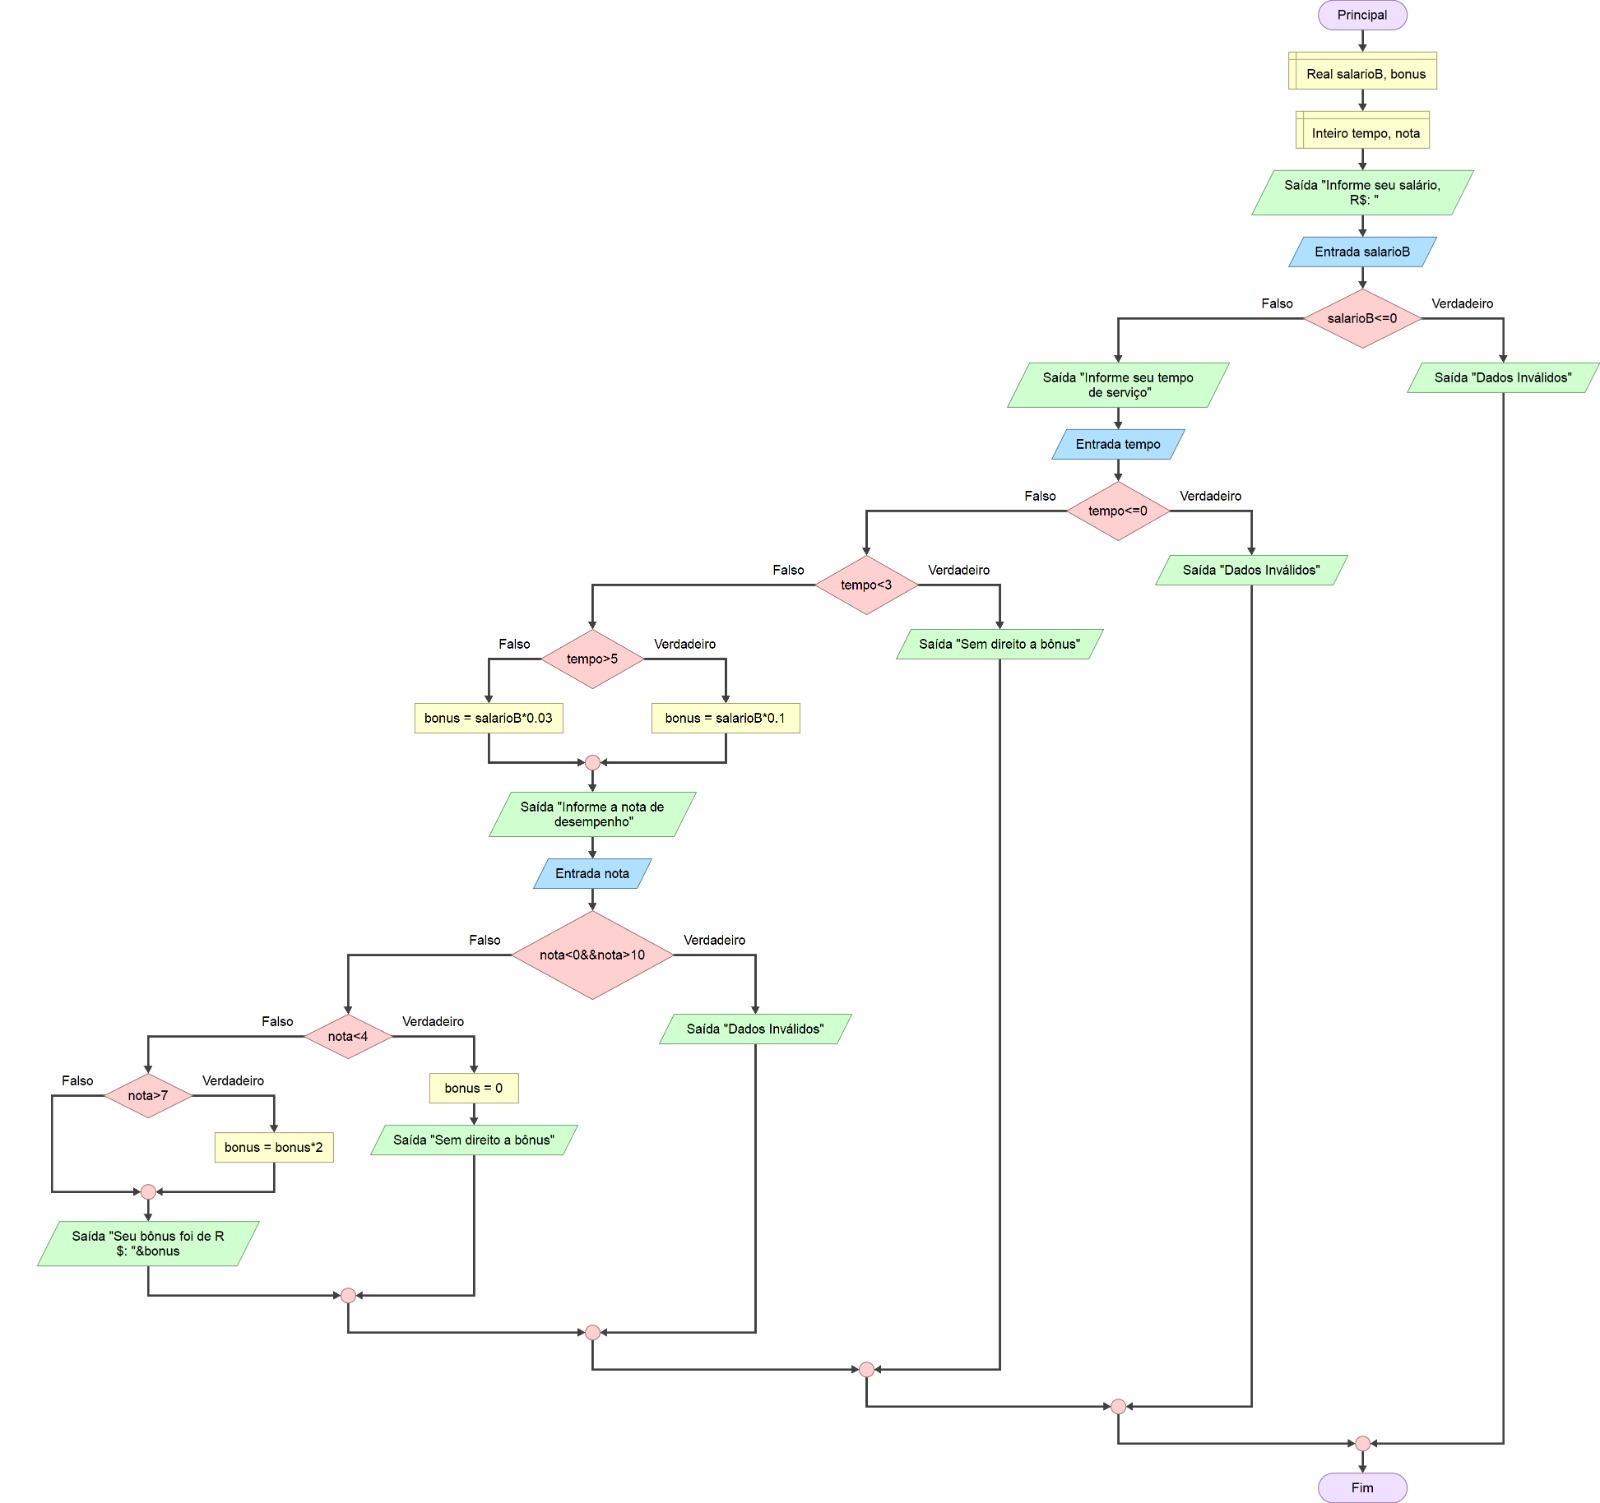 Principal
Real salarioB, bonus
Inteiro tempo, nota
Saída "Informe seu salário,
R$: "
Entrada salarioB
Falso
Verdadeiro
salarioB<=0
Saída "Informe seu tempo
de serviço"
Saída "Dados Inválidos"
Entrada tempo
Falso
Verdadeiro
tempo<=0
Falso
Verdadeiro
Saída "Dados Inválidos"
tempo<3
Falso
Verdadeiro
Saída "Sem direito a bônus"
tempo>5
bonus = salarioB*0.03
bonus = salarioB*0.1
Saída "Informe a nota de
desempenho"
Entrada nota
Falso
Verdadeiro
nota<0&&nota>10
Falso
Verdadeiro
Saída "Dados Inválidos"
nota<4
Falso
Verdadeiro
bonus = 0
nota>7
Saída "Sem direito a bônus"
bonus = bonus*2
Saída "Seu bônus foi de R
$: "&bonus
Fim